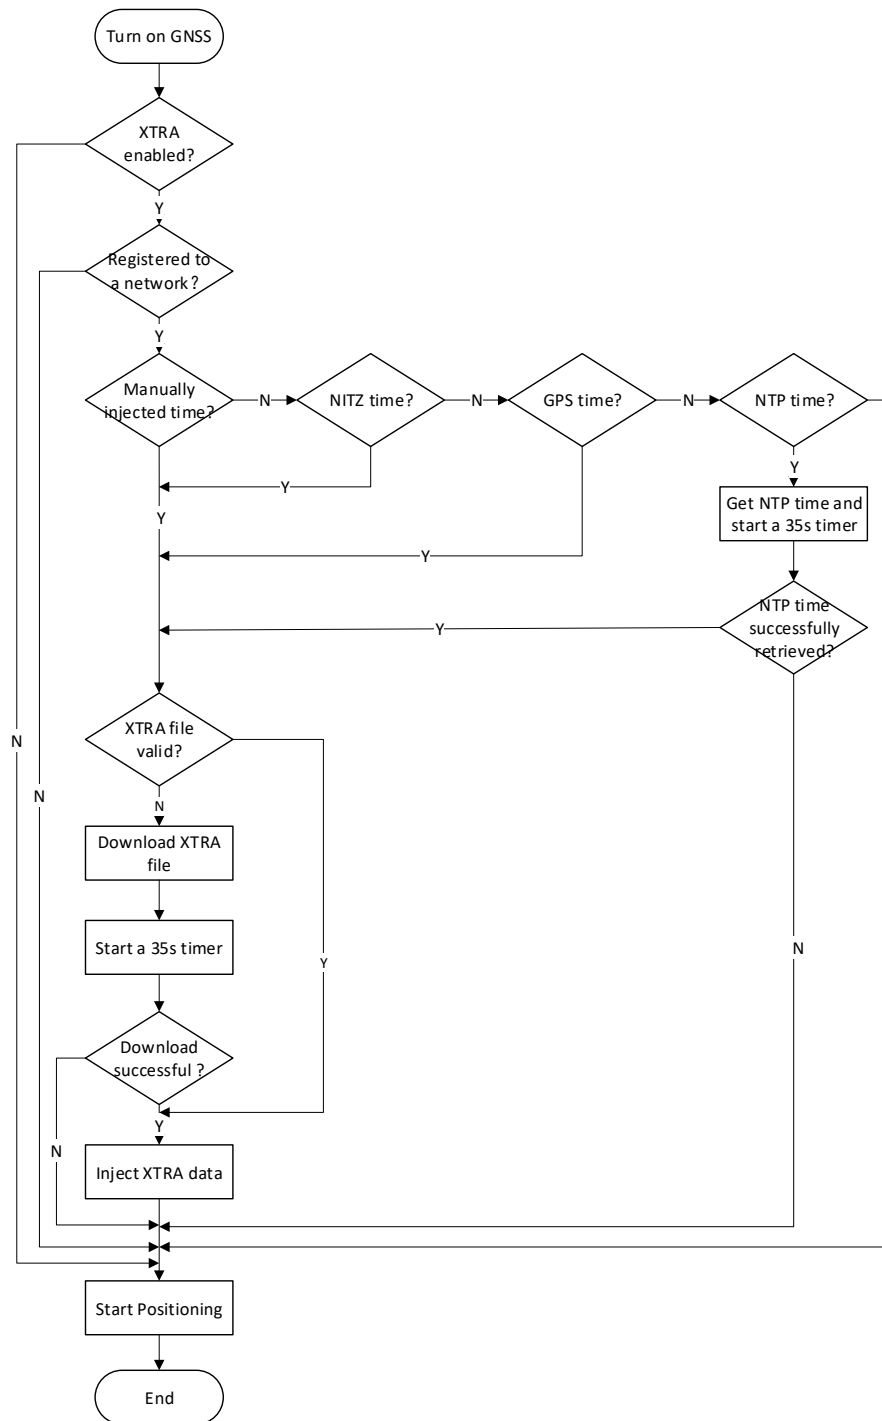 Turn on GNSS
XTRA
enabled?
Y
Registered to
a network?
Y
Manually
injected time?
N
NITZ time?
N
GPS time?
N
NTP time?
Y
Y
Get NTP time and
start a 35s timer
Y
Y
NTP time
successfully
retrieved?
Y
XTRA file
valid?
N
N
N
Download XTRA
file
Start a 35s timer
Y
N
Download
successful ?
Y
N
Inject XTRA data
Start Positioning
End